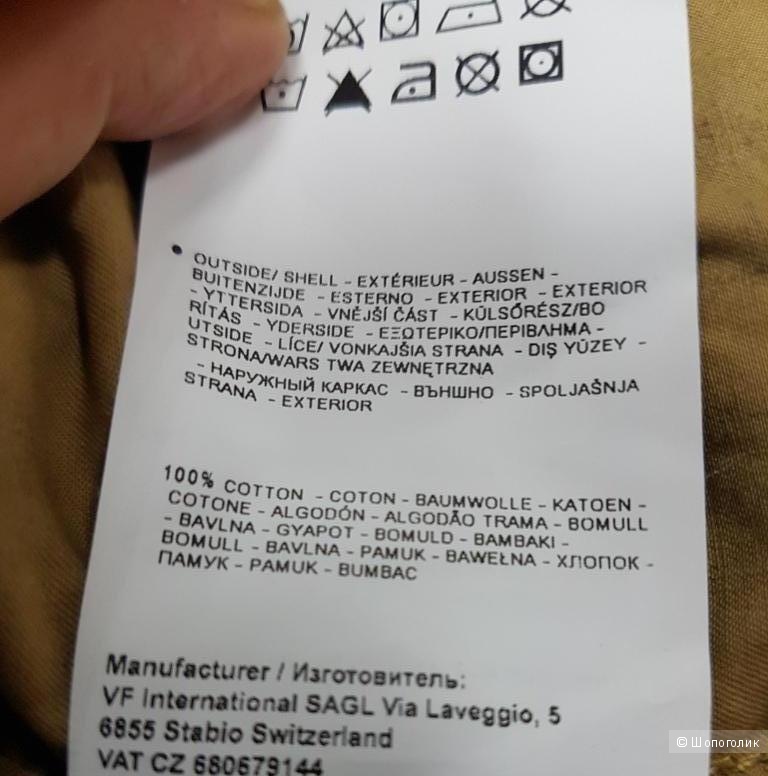 OUTSIDE/ SHELL - EXTÉRIEUR - AUSSEN -
BUITENZIJDE - ESTERNO - EXTERIOR - EXTERIOR
- YTTERSIDA - VNĚJŠÍ ČÁST - KÜLSŐRÉSZ/BO
RÍTÁS - YDERSIDE - ΕΞΩΤΕΡΙΚΟ/ΠΕΡΙΒΛΗΜΑ -
UTSIDE - LÍCE/ VONKAJŠIA STRANA - DIŞ YÜZEY -
STRONA/WARS TWA ZEWNĘTRZNA
- НАРУЖНЫЙ КАРКАС - ВЪНШНО - SPOLJAŠNJA
STRANA - EXTERIOR
100% COTTON - COTON - BAUMWOLLE - KATOEN -
COTONE - ALGODÓN - ALGODÃO TRAMA - BOMULL
- BAVLNA - GYAPOT - BOMULD - BAMBAKI -
BOMULL - BAVLNA - PAMUK - BAWEŁNA - ХЛОПОК -
ПАМУК - PAMUK - BUMBAC
Manufacturer / Изготовитель:
VF International SAGL Via Laveggio, 5
6855 Stabio Switzerland
VAT CZ 680679144
© Шопоголик